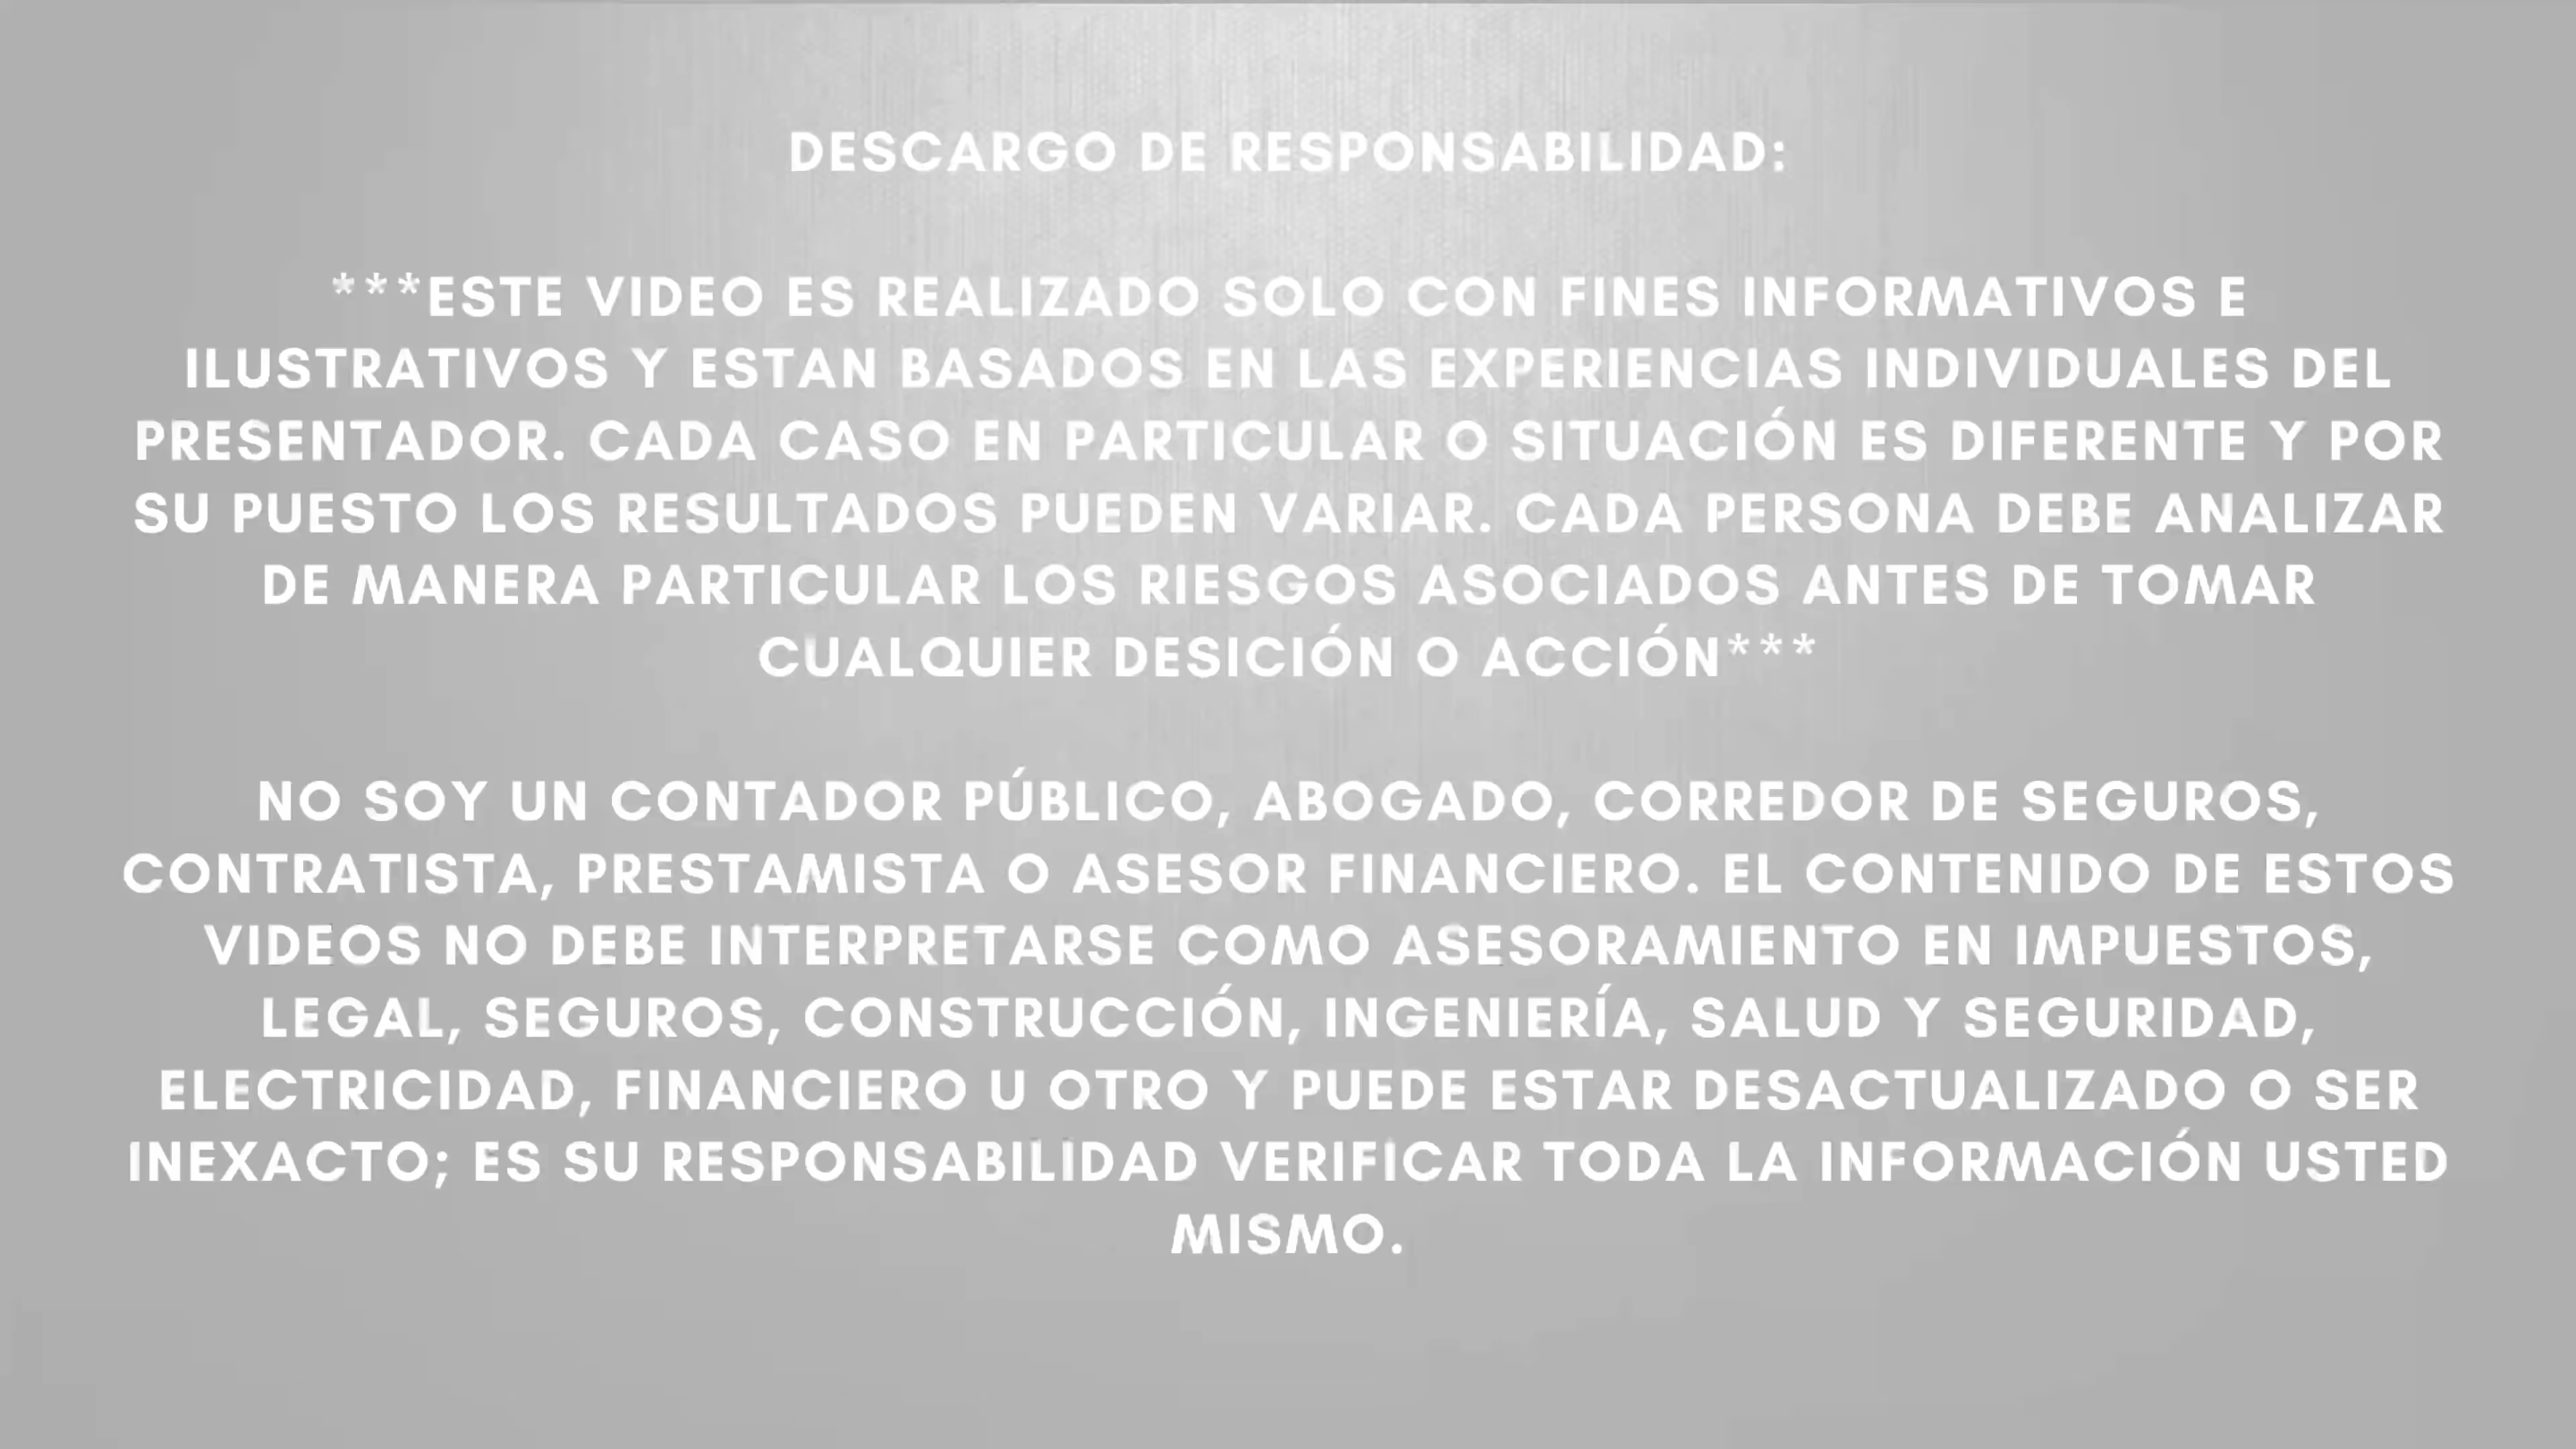 DESCARGO DE RESPONSABILIDAD:
***ESTE VIDEO ES REALIZADO SOLO CON FINES INFORMATIVOS E
ILUSTRATIVOS Y ESTAN BASADOS EN LAS EXPERIENCIAS INDIVIDUALES DEL
PRESENTADOR. CADA CASO EN PARTICULAR O SITUACIÓN ES DIFERENTE Y POR
SU PUESTO LOS RESULTADOS PUEDEN VARIAR. CADA PERSONA DEBE ANALIZAR
DE MANERA PARTICULAR LOS RIESGOS ASOCIADOS ANTES DE TOMAR
CUALQUIER DESICIÓN O ACCIÓN***
NO SOY UN CONTADOR PÚBLICO, ABOGADO, CORREDOR DE SEGUROS,
CONTRATISTA, PRESTAMISTA O ASESOR FINANCIERO. EL CONTENIDO DE ESTOS
VIDEOS NO DEBE INTERPRETARSE COMO ASESORAMIENTO EN IMPUESTOS,
LEGAL, SEGUROS, CONSTRUCCIÓN, INGENIERÍA, SALUD Y SEGURIDAD,
ELECTRICIDAD, FINANCIERO U OTRO Y PUEDE ESTAR DESACTUALIZADO O SER
INEXACTO; ES SU RESPONSABILIDAD VERIFICAR TODA LA INFORMACIÓN USTED
MISMO.